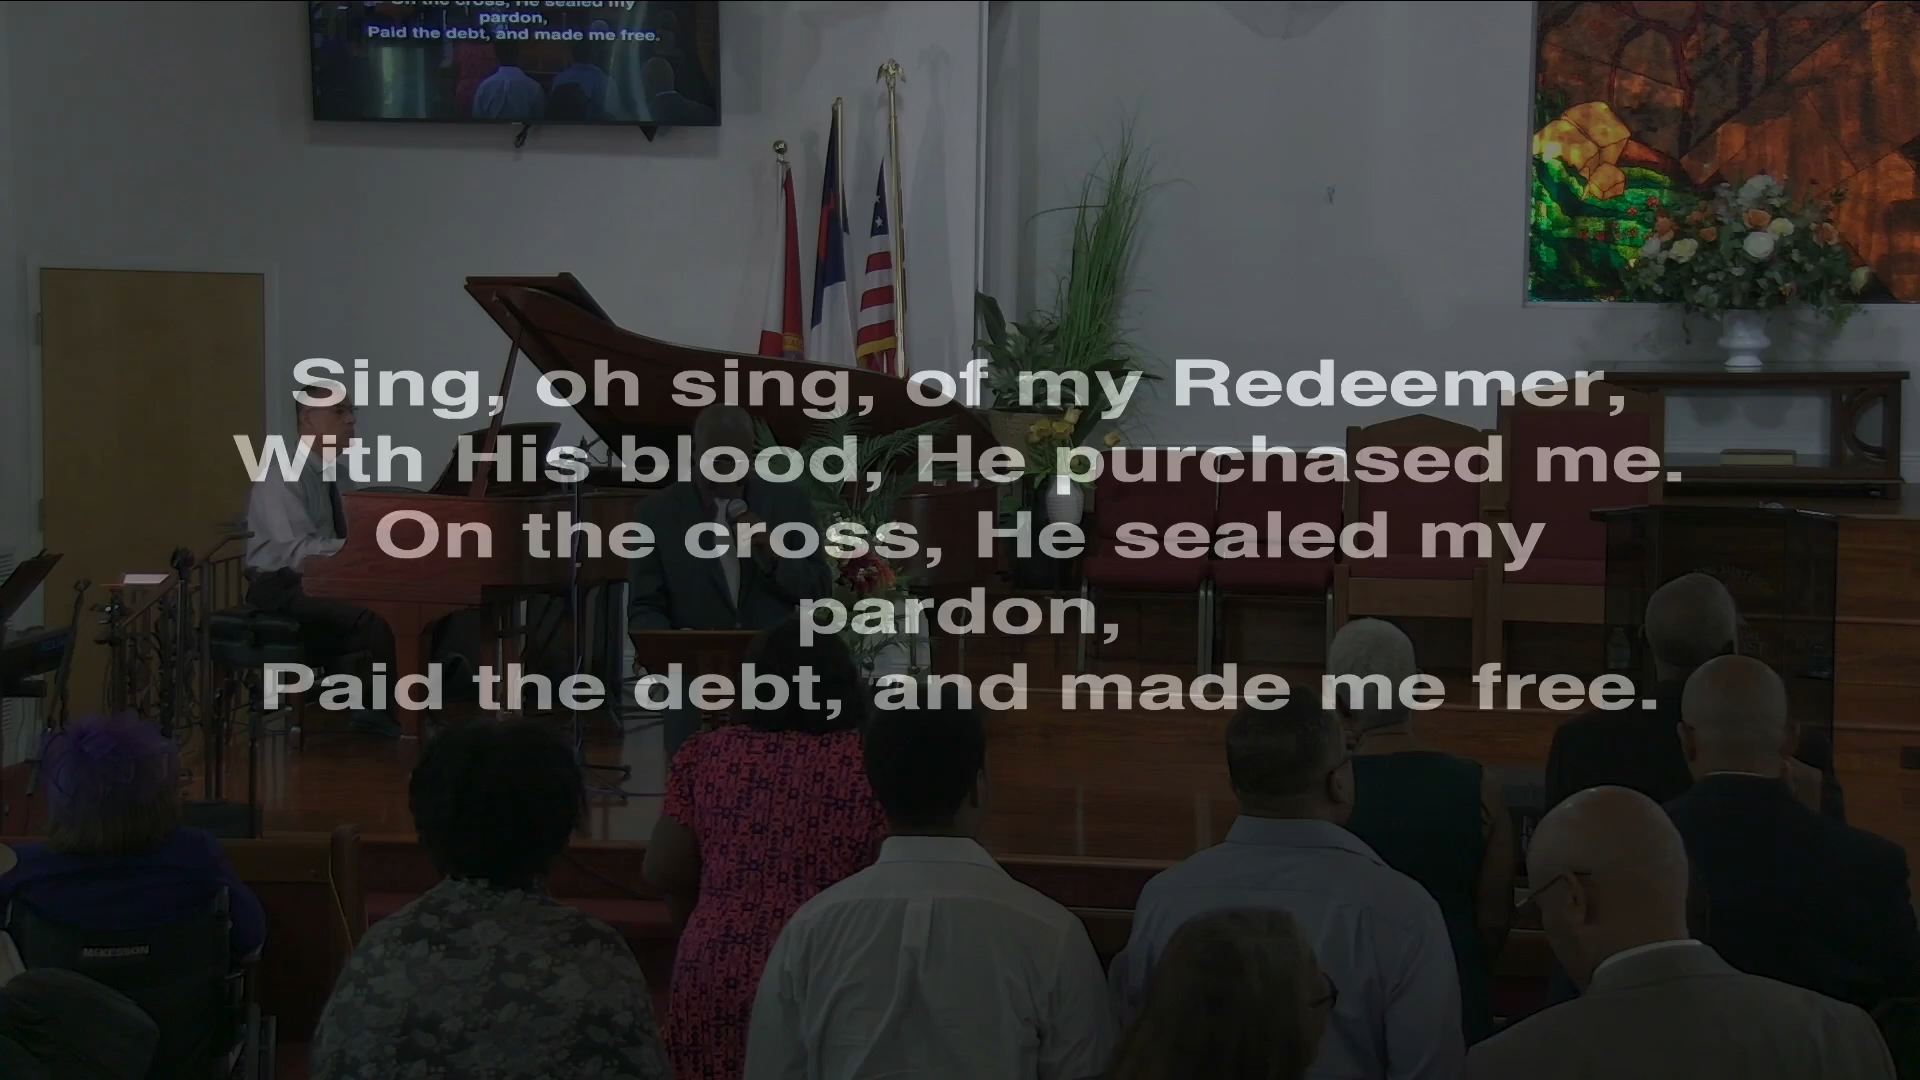 On the cross, He sealed my
pardon,
Paid the debt, and made me free.
Sing, oh sing, of my Redeemer,
With His blood, He purchased me.
On the cross, He sealed my
pardon,
Paid the debt, and made me free.
McKESSON